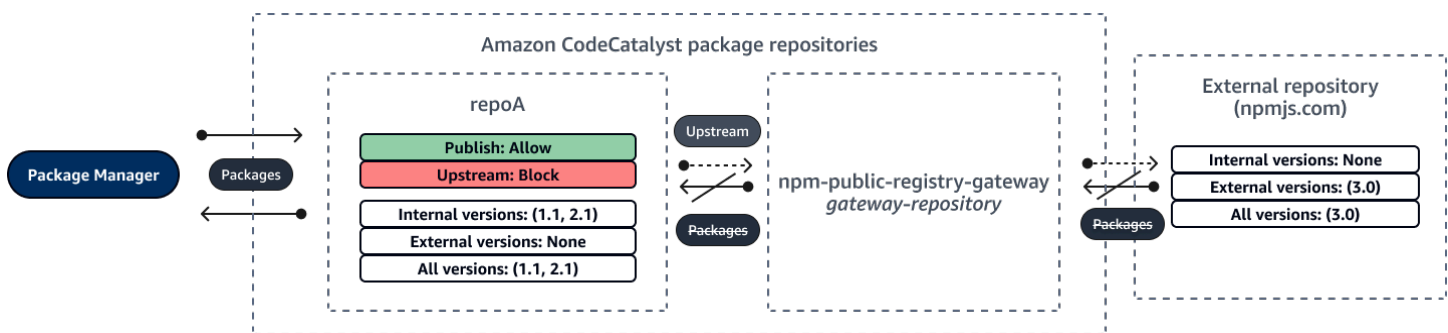 Amazon CodeCatalyst package repositories
Package Manager
Packages
repoA
Publish: Allow
Upstream: Block
Internal versions: (1.1, 2.1)
External versions: None
All versions: (1.1, 2.1)
Upstream
Packages
npm-public-registry-gateway
gateway-repository
Packages
External repository
(npmjs.com)
Internal versions: None
External versions: (3.0)
All versions: (3.0)